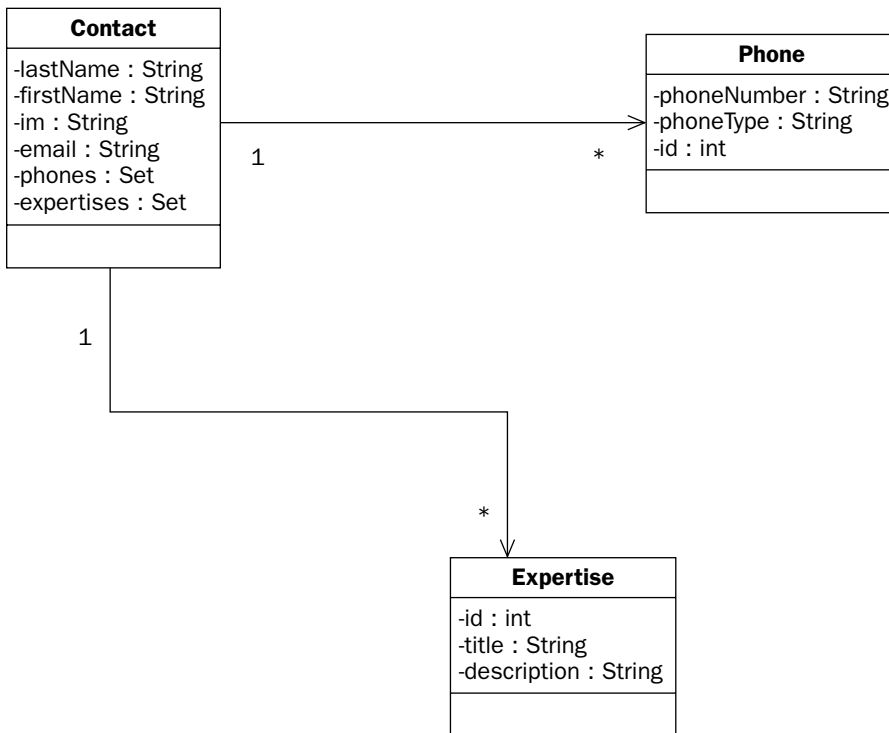 Contact
-lastName : String
-firstName : String
-im : String
-email : String
-phones : Set
-expertises : Set
Phone
-phoneNumber : String
-phoneType : String
-id : int
1
*
1
*
Expertise
-id : int
-title : String
-description : String